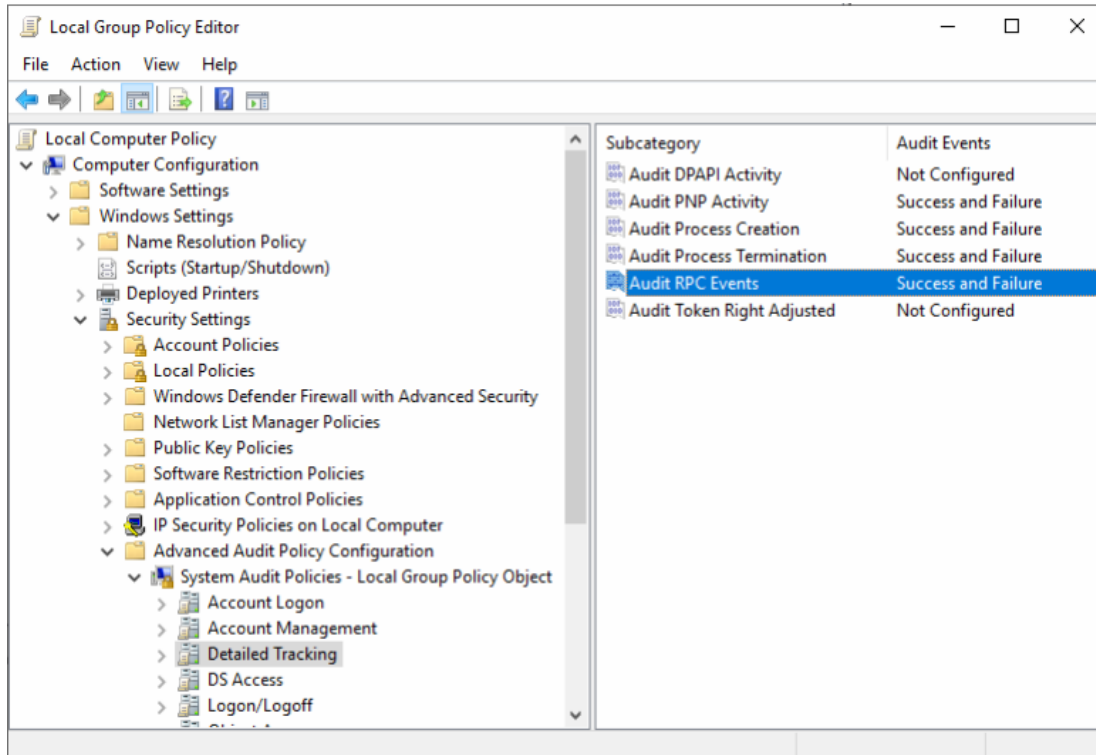 Local Group Policy Editor
File Action View Help
Local Computer Policy
Computer Configuration
Software Settings
Windows Settings
Name Resolution Policy
Scripts (Startup/Shutdown)
Deployed Printers
Security Settings
Account Policies
Local Policies
Windows Defender Firewall with Advanced Security
Network List Manager Policies
Public Key Policies
Software Restriction Policies
Application Control Policies
IP Security Policies on Local Computer
Advanced Audit Policy Configuration
System Audit Policies - Local Group Policy Object
Account Logon
Account Management
Detailed Tracking
DS Access
Logon/Logoff
Subcategory Audit Events
Audit DPAPI Activity Not Configured
Audit PNP Activity Success and Failure
Audit Process Creation Success and Failure
Audit Process Termination Success and Failure
Audit RPC Events Success and Failure
Audit Token Right Adjusted Not Configured